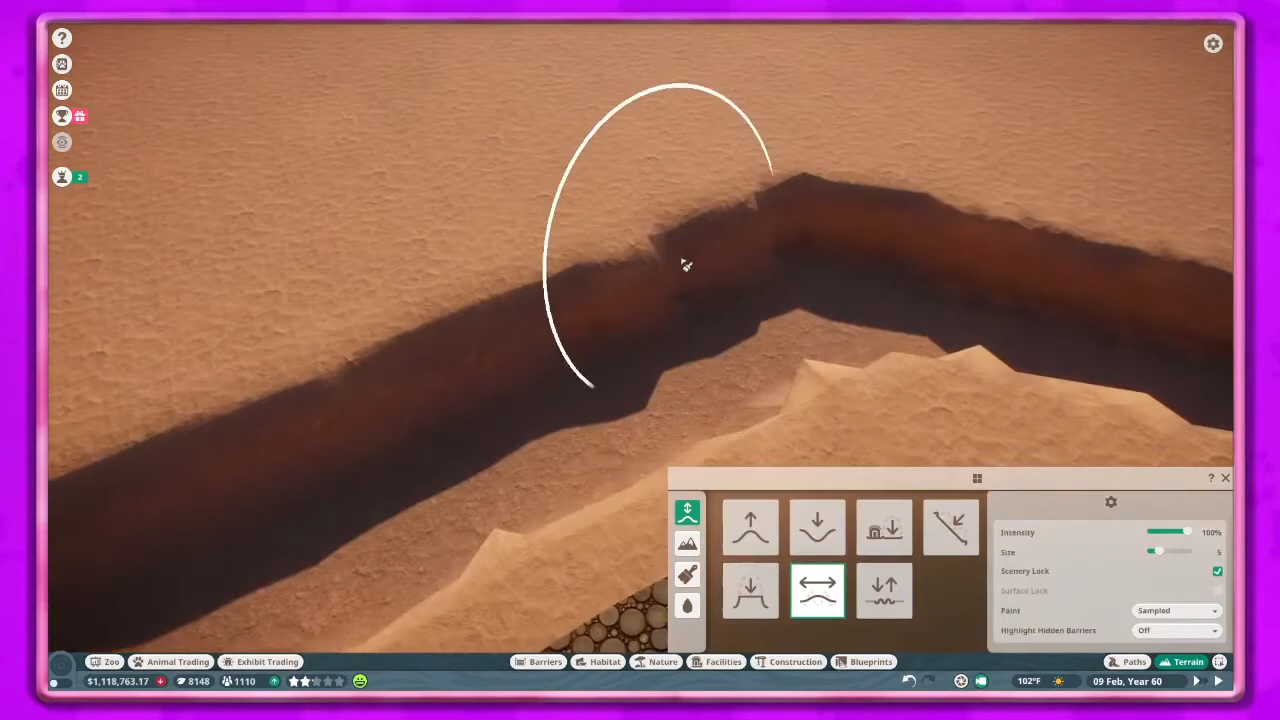 ?
2
? ×
Intensity 100%
Size 5
Scenery Lock
Surface Lock
Paint Sampled
Highlight Hidden Barriers Off
Zoo Animal Trading Exhibit Trading Barriers Habitat Nature Facilities Construction Blueprints Paths Terrain
$1,118,763.17 8148 1110 102°F 09 Feb, Year 60